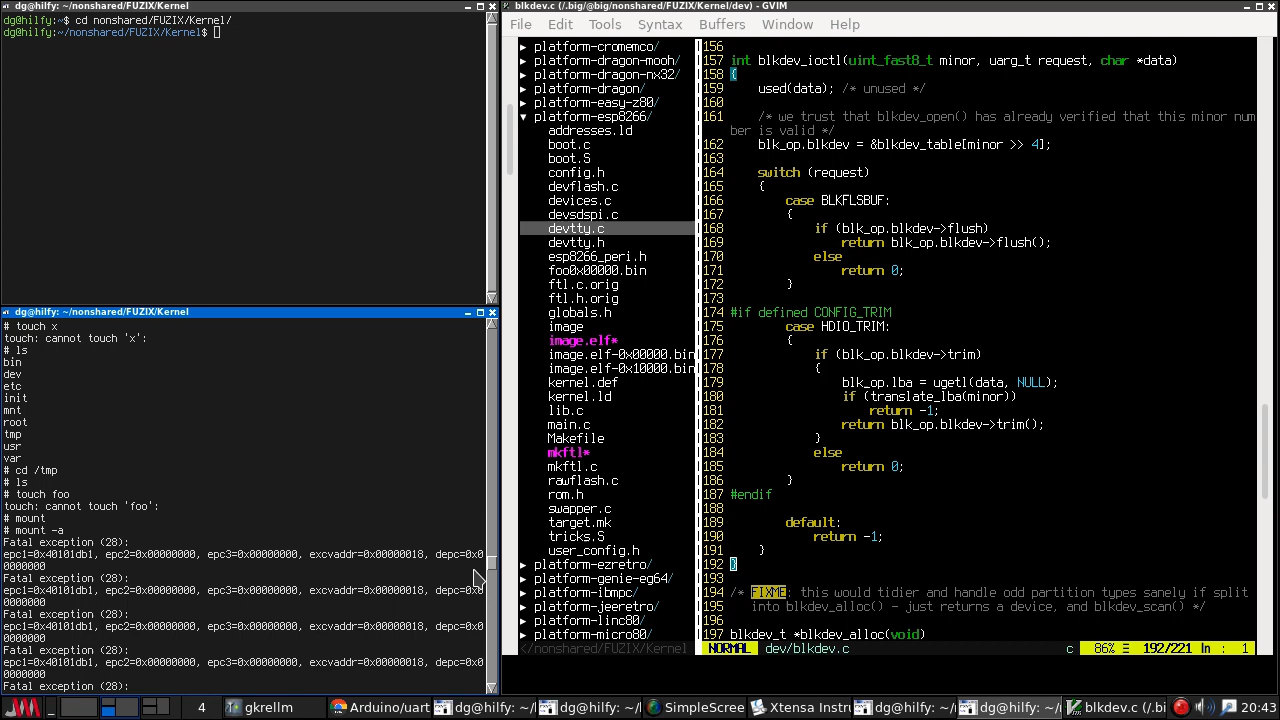 dg@hilfy: ~/nonshared/FUZIX/Kernel
dg@hilfy:~$ cd nonshared/FUZIX/Kernel/
dg@hilfy:~/nonshared/FUZIX/Kernel$
dg@hilfy: ~/nonshared/FUZIX/Kernel
# touch x
touch: cannot touch 'x':
# ls
bin
dev
etc
init
mnt
root
tmp
usr
var
# cd /tmp
# ls
# touch foo
touch: cannot touch 'foo':
# mount
# mount -a
Fatal exception (28):
epc1=0x40101db1, epc2=0x00000000, epc3=0x00000000, excvaddr=0x00000018, depc=0x0
0000000
Fatal exception (28):
epc1=0x40101db1, epc2=0x00000000, epc3=0x00000000, excvaddr=0x00000018, depc=0x0
0000000
Fatal exception (28):
epc1=0x40101db1, epc2=0x00000000, epc3=0x00000000, excvaddr=0x00000018, depc=0x0
0000000
Fatal exception (28):
epc1=0x40101db1, epc2=0x00000000, epc3=0x00000000, excvaddr=0x00000018, depc=0x0
0000000
Fatal exception (28):
blkdev.c (/.big/@big/nonshared/FUZIX/Kernel/dev) - GVIM
File Edit Tools Syntax Buffers Window Help
▸ platform-cromemco/
▸ platform-dragon-mooh/
▸ platform-dragon-nx32/
▸ platform-dragon/
▸ platform-easy-z80/
▾ platform-esp8266/
addresses.ld
boot.c
boot.S
config.h
devflash.c
devices.c
devsdspi.c
devtty.c
devtty.h
esp8266_peri.h
foo0x00000.bin
ftl.c.orig
ftl.h.orig
globals.h
image
image.elf*
image.elf-0x00000.bin
image.elf-0x10000.bin
kernel.def
kernel.ld
lib.c
main.c
Makefile
mkftl*
mkftl.c
rawflash.c
rom.h
swapper.c
target.mk
tricks.S
user_config.h
▸ platform-ezretro/
▸ platform-genie-eg64/
▸ platform-ibmpc/
▸ platform-jeeretro/
▸ platform-linc80/
▸ platform-micro80/
</nonshared/FUZIX/Kernel
156
157 int blkdev_ioctl(uint_fast8_t minor, uarg_t request, char *data)
158 {
159 used(data); /* unused */
160
161 /* we trust that blkdev_open() has already verified that this minor num
ber is valid */
162 blk_op.blkdev = &blkdev_table[minor >> 4];
163
164 switch (request)
165 {
166 case BLKFLSBUF:
167 {
168 if (blk_op.blkdev->flush)
169 return blk_op.blkdev->flush();
170 else
171 return 0;
172 }
173
174 #if defined CONFIG_TRIM
175 case HDIO_TRIM:
176 {
177 if (blk_op.blkdev->trim)
178 {
179 blk_op.lba = ugetl(data, NULL);
180 if (translate_lba(minor))
181 return -1;
182 return blk_op.blkdev->trim();
183 }
184 else
185 return 0;
186 }
187 #endif
188
189 default:
190 return -1;
191 }
192 }
193
194 /* FIXME: this would tidier and handle odd partition types sanely if split
195 into blkdev_alloc() - just returns a device, and blkdev_scan() */
196
197 blkdev_t *blkdev_alloc(void)
NORMAL dev/blkdev.c c 86% ☰ 192/221 ln : 1
4 gkrellm Arduino/uart dg@hilfy: ~/ dg@hilfy: ~/ SimpleScree Xtensa Instru dg@hilfy: ~/ dg@hilfy: ~/ blkdev.c (/.bi 20:43